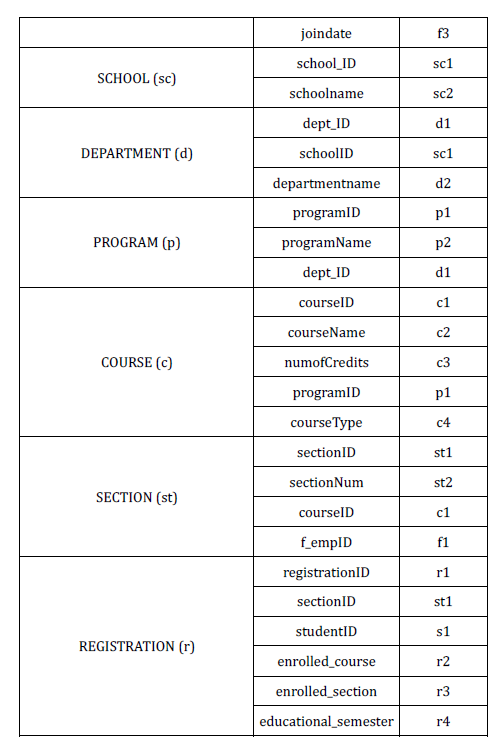 joindate f3
SCHOOL (sc) school_ID sc1
schoolname sc2
DEPARTMENT (d) dept_ID d1
schoolID sc1
departmentname d2
PROGRAM (p) programID p1
programName p2
dept_ID d1
COURSE (c) courseID c1
courseName c2
numofCredits c3
programID p1
courseType c4
SECTION (st) sectionID st1
sectionNum st2
courseID c1
f_empID f1
REGISTRATION (r) registrationID r1
sectionID st1
studentID s1
enrolled_course r2
enrolled_section r3
educational_semester r4